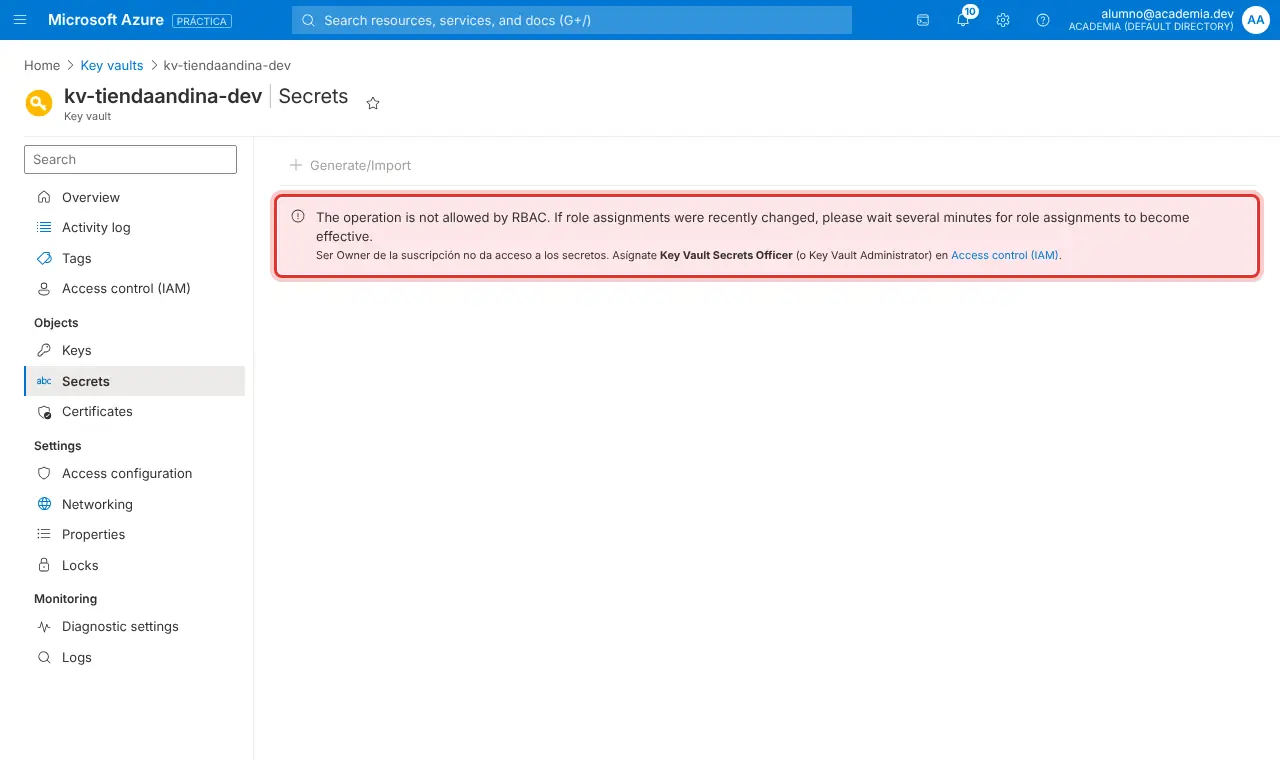 Microsoft Azure PRÁCTICA
Search resources, services, and docs (G+/)
10
alumno@academia.dev
ACADEMIA (DEFAULT DIRECTORY)
AA
Home > Key vaults > kv-tiendaandina-dev
kv-tiendaandina-dev | Secrets
Key vault
Search
Overview
Activity log
Tags
Access control (IAM)
Objects
Keys
abc Secrets
Certificates
Settings
Access configuration
Networking
Properties
Locks
Monitoring
Diagnostic settings
Logs
+ Generate/Import
The operation is not allowed by RBAC. If role assignments were recently changed, please wait several minutes for role assignments to become
effective.
Ser Owner de la suscripción no da acceso a los secretos. Asígnate Key Vault Secrets Officer (o Key Vault Administrator) en Access control (IAM).